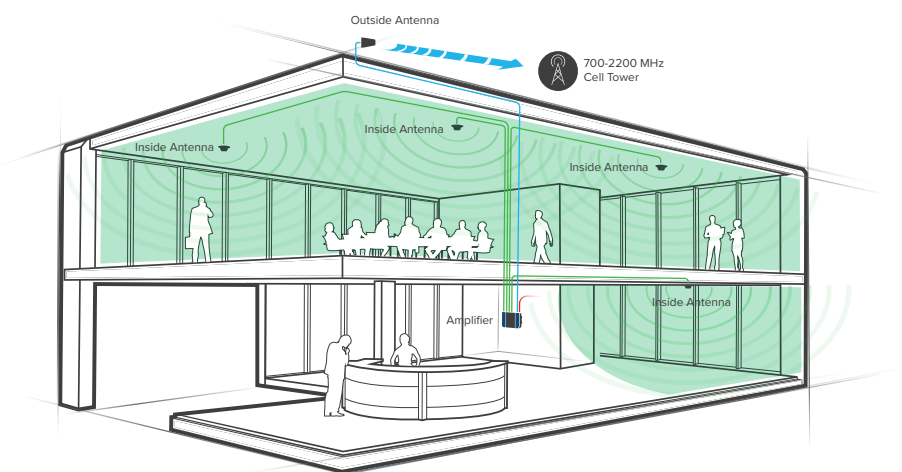 Outside Antenna
700-2200 MHz
Cell Tower
Inside Antenna
Inside Antenna
Inside Antenna
Inside Antenna
Amplifier